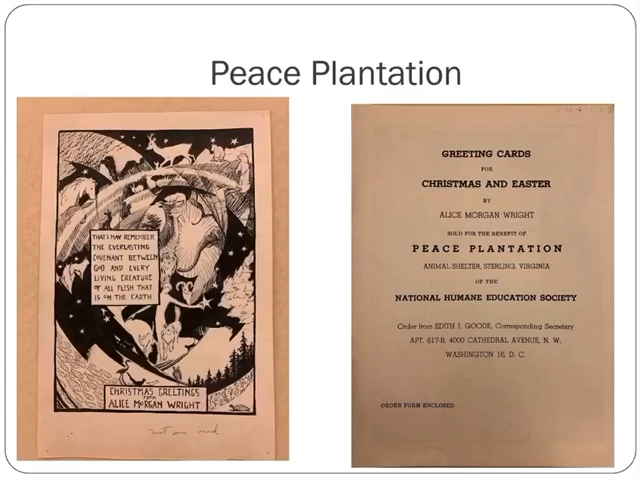 Peace Plantation
THAT I MAY REMEMBER
THE EVERLASTING
COVENANT BETWEEN
GOD AND EVERY
LIVING CREATURE
OF ALL FLESH THAT
IS ON THE EARTH
CHRISTMAS GREETINGS
FROM
ALICE MORGAN WRIGHT
GREETING CARDS
FOR
CHRISTMAS AND EASTER
BY
ALICE MORGAN WRIGHT
SOLD FOR THE BENEFIT OF
PEACE PLANTATION
ANIMAL SHELTER, STERLING, VIRGINIA
OF THE
NATIONAL HUMANE EDUCATION SOCIETY
Order from EDITH J. GOODE, Corresponding Secretary
APT. 617-B, 4000 CATHEDRAL AVENUE, N. W.
WASHINGTON 16, D. C.
ORDER FORM ENCLOSED